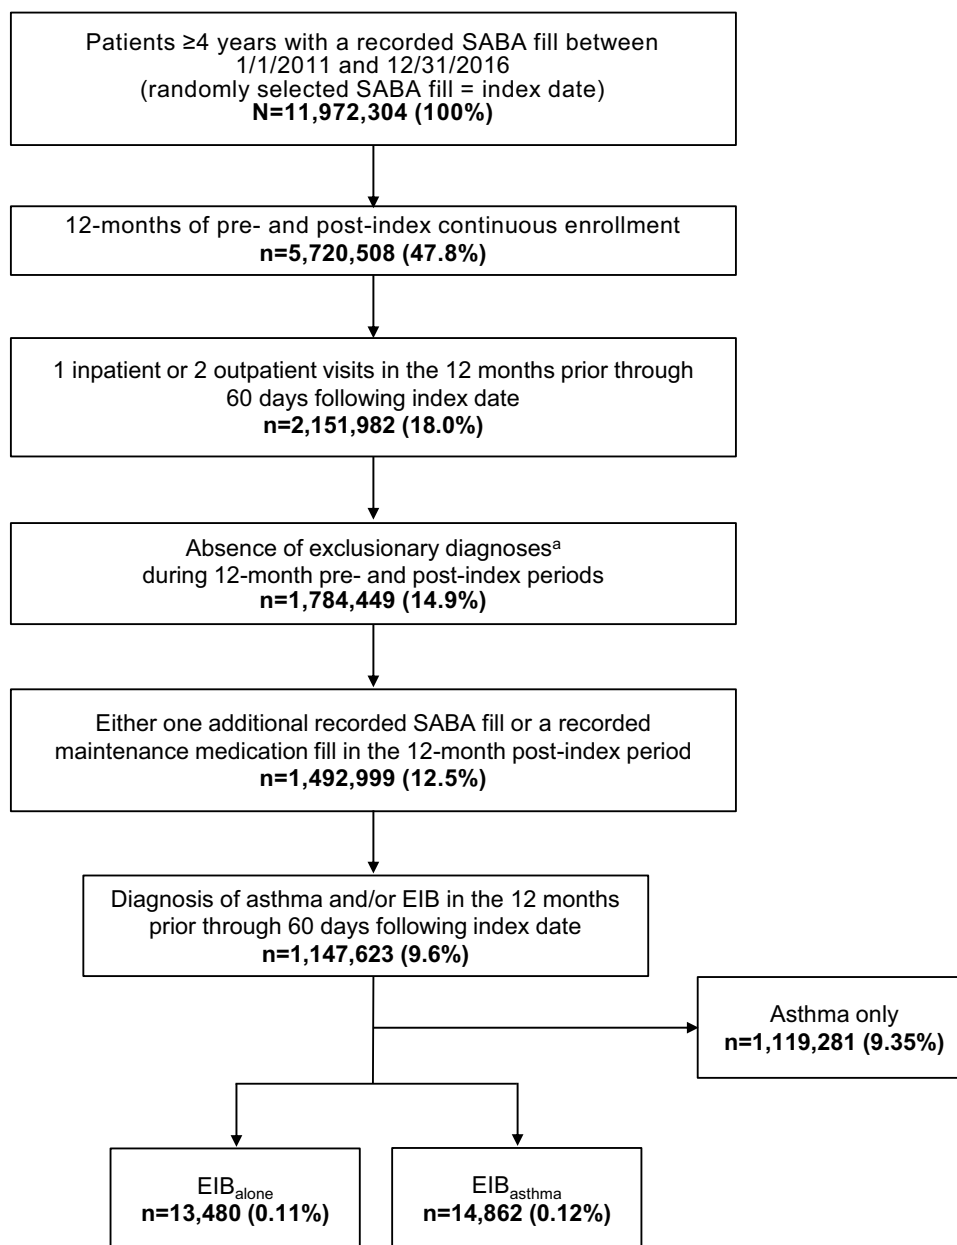 Patients ≥4 years with a recorded SABA fill between
1/1/2011 and 12/31/2016
(randomly selected SABA fill = index date)
N=11,972,304 (100%)
12-months of pre- and post-index continuous enrollment
n=5,720,508 (47.8%)
1 inpatient or 2 outpatient visits in the 12 months prior through
60 days following index date
n=2,151,982 (18.0%)
Absence of exclusionary diagnosesᵃ
during 12-month pre- and post-index periods
n=1,784,449 (14.9%)
Either one additional recorded SABA fill or a recorded
maintenance medication fill in the 12-month post-index period
n=1,492,999 (12.5%)
Diagnosis of asthma and/or EIB in the 12 months
prior through 60 days following index date
n=1,147,623 (9.6%)
Asthma only
n=1,119,281 (9.35%)
EIBalone
n=13,480 (0.11%)
EIBasthma
n=14,862 (0.12%)